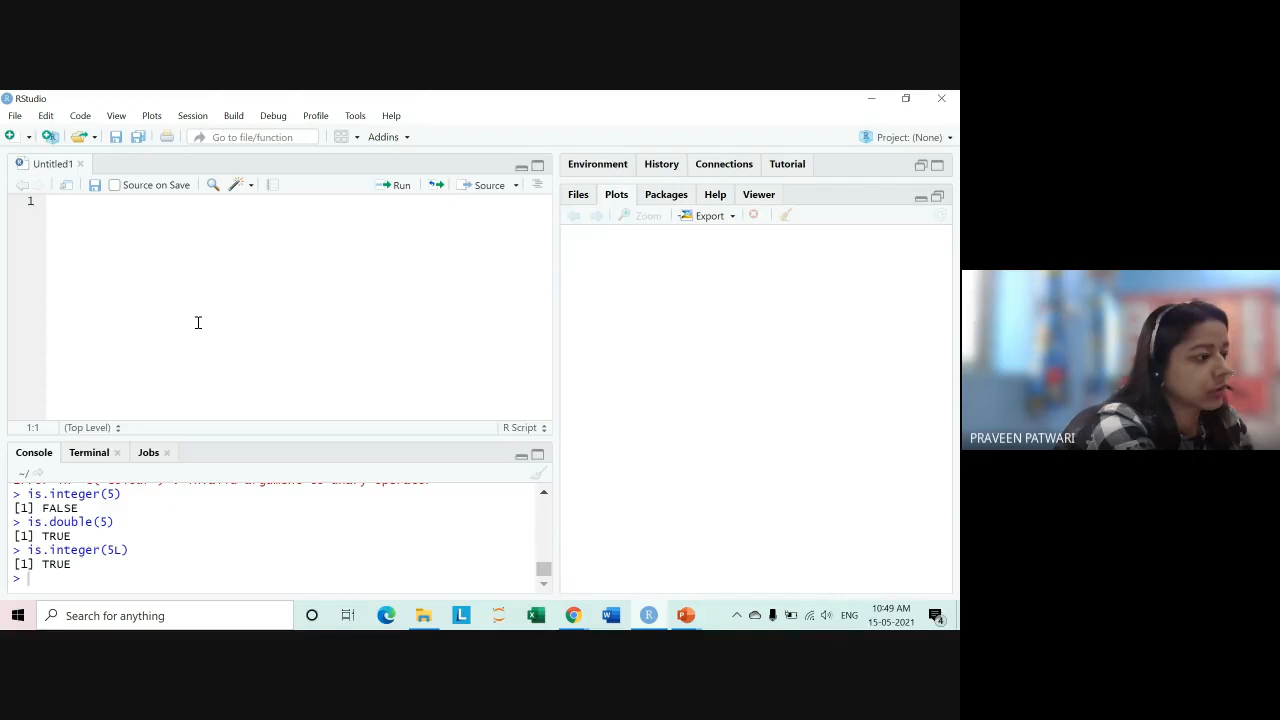 RStudio
File Edit Code View Plots Session Build Debug Profile Tools Help
Go to file/function Addins Project: (None)
Untitled1
Source on Save Run Source
1
1:1 (Top Level) R Script
Console Terminal Jobs
~/
> is.integer(5)
[1] FALSE
> is.double(5)
[1] TRUE
> is.integer(5L)
[1] TRUE
>
Environment History Connections Tutorial
Files Plots Packages Help Viewer
Zoom Export
PRAVEEN PATWARI
Search for anything
ENG
10:49 AM
15-05-2021
4